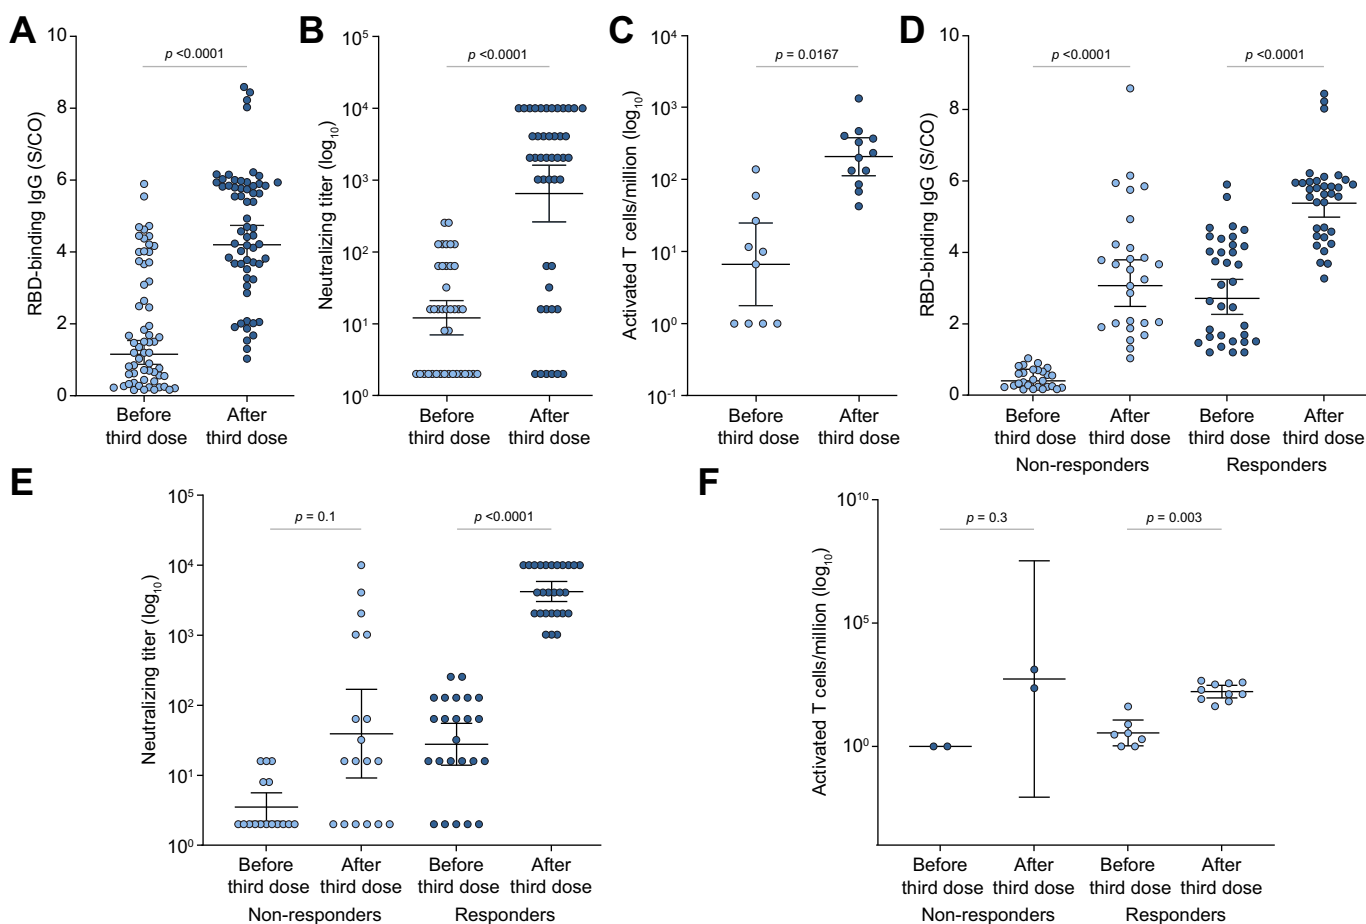 A
RBD-binding IgG (S/CO)
10
8
6
4
2
0
p <0.0001
Before third dose
After third dose
B
Neutralizing titer (log10)
10^5
10^4
10^3
10^2
10^1
10^0
p <0.0001
Before third dose
After third dose
C
Activated T cells/million (log10)
10^4
10^3
10^2
10^1
10^0
10^-1
p = 0.0167
Before third dose
After third dose
D
RBD-binding IgG (S/CO)
10
8
6
4
2
0
p <0.0001
p <0.0001
Before third dose
After third dose
Before third dose
After third dose
Non-responders
Responders
E
Neutralizing titer (log10)
10^5
10^4
10^3
10^2
10^1
10^0
p = 0.1
p <0.0001
Before third dose
After third dose
Before third dose
After third dose
Non-responders
Responders
F
Activated T cells/million (log10)
10^10
10^5
10^0
p = 0.3
p = 0.003
Before third dose
After third dose
Before third dose
After third dose
Non-responders
Responders